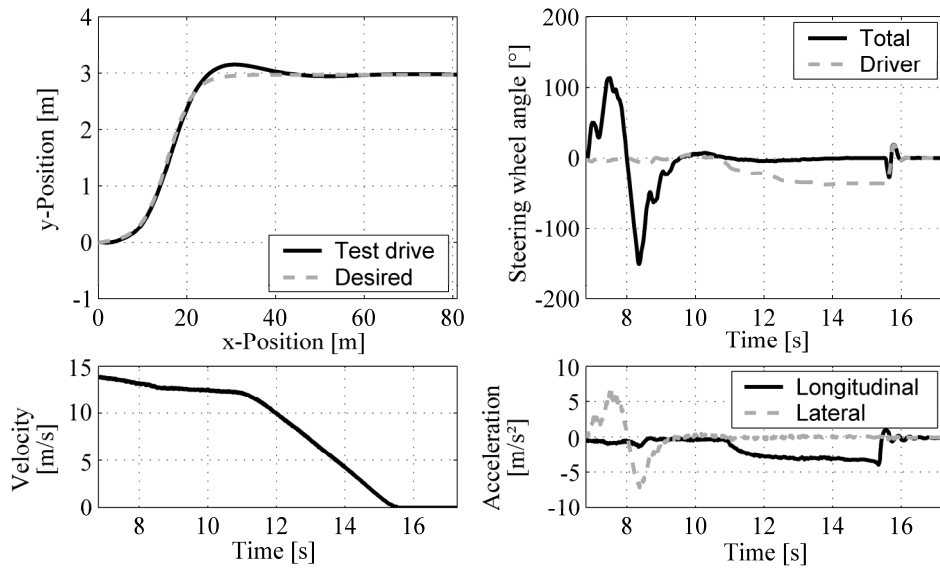 4
3
2
1
0
-1
y-Position [m]
0
20
40
60
80
x-Position [m]
Test drive
Desired
200
100
0
-100
-200
Steering wheel angle [°]
8
10
12
14
16
Time [s]
Total
Driver
15
10
5
0
Velocity
[m/s]
8
10
12
14
16
Time [s]
10
5
0
-5
-10
Acceleration
[m/s²]
8
10
12
14
16
Time [s]
Longitudinal
Lateral